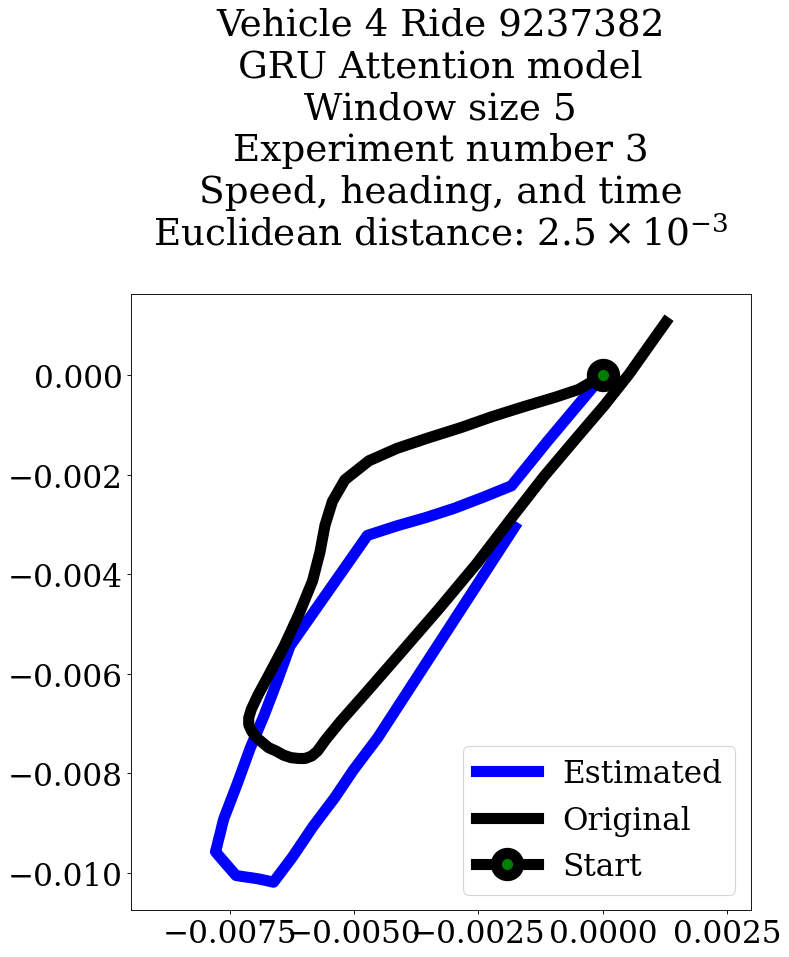 Vehicle 4 Ride 9237382
GRU Attention model
Window size 5
Experiment number 3
Speed, heading, and time
Euclidean distance: 2.5 × 10⁻³
0.000
−0.002
−0.004
−0.006
−0.008
−0.010
Estimated
Original
Start
−0.0075 −0.0050 −0.0025 0.0000 0.0025